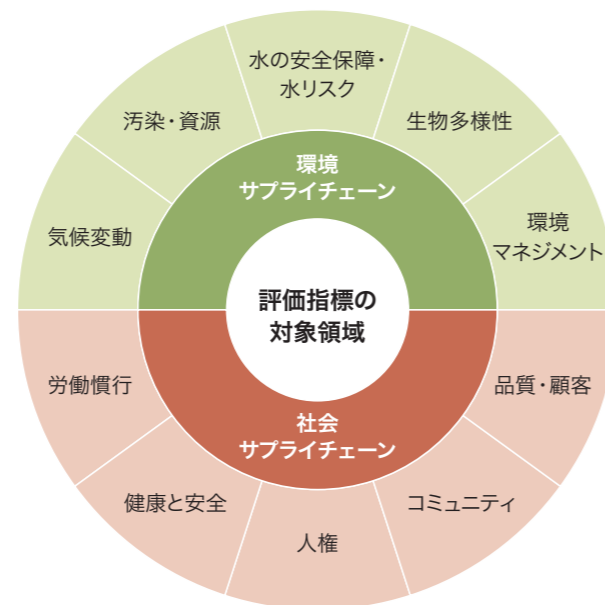 水の安全保障・
水リスク
汚染・資源
生物多様性
気候変動
環境
マネジメント
環境
サプライチェーン
評価指標の
対象領域
社会
サプライチェーン
労働慣行
品質・顧客
健康と安全
コミュニティ
人権